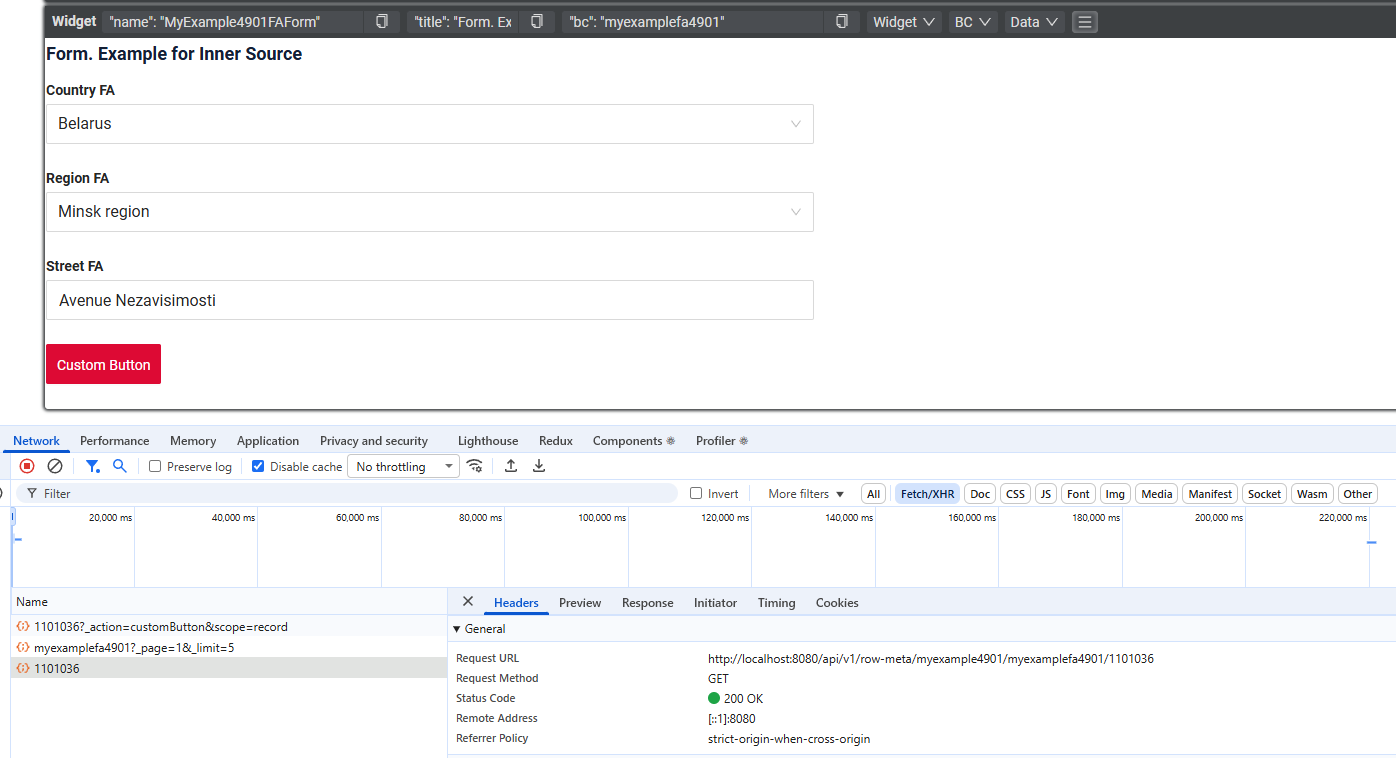 Widget "name": "MyExample4901FAForm" "title": "Form. Ex "bc": "myexamplefa4901" Widget BC Data
Form. Example for Inner Source
Country FA
Belarus
Region FA
Minsk region
Street FA
Avenue Nezavisimosti
Custom Button
Network Performance Memory Application Privacy and security Lighthouse Redux Components Profiler
Preserve log Disable cache No throttling
Filter Invert More filters All Fetch/XHR Doc CSS JS Font Img Media Manifest Socket Wasm Other
20,000 ms 40,000 ms 60,000 ms 80,000 ms 100,000 ms 120,000 ms 140,000 ms 160,000 ms 180,000 ms 200,000 ms 220,000 ms
Name
Headers Preview Response Initiator Timing Cookies
1101036?_action=customButton&scope=record
myexamplefa4901?_page=1&_limit=5
1101036
General
Request URL http://localhost:8080/api/v1/row-meta/myexample4901/myexamplefa4901/1101036
Request Method GET
Status Code 200 OK
Remote Address [::1]:8080
Referrer Policy strict-origin-when-cross-origin